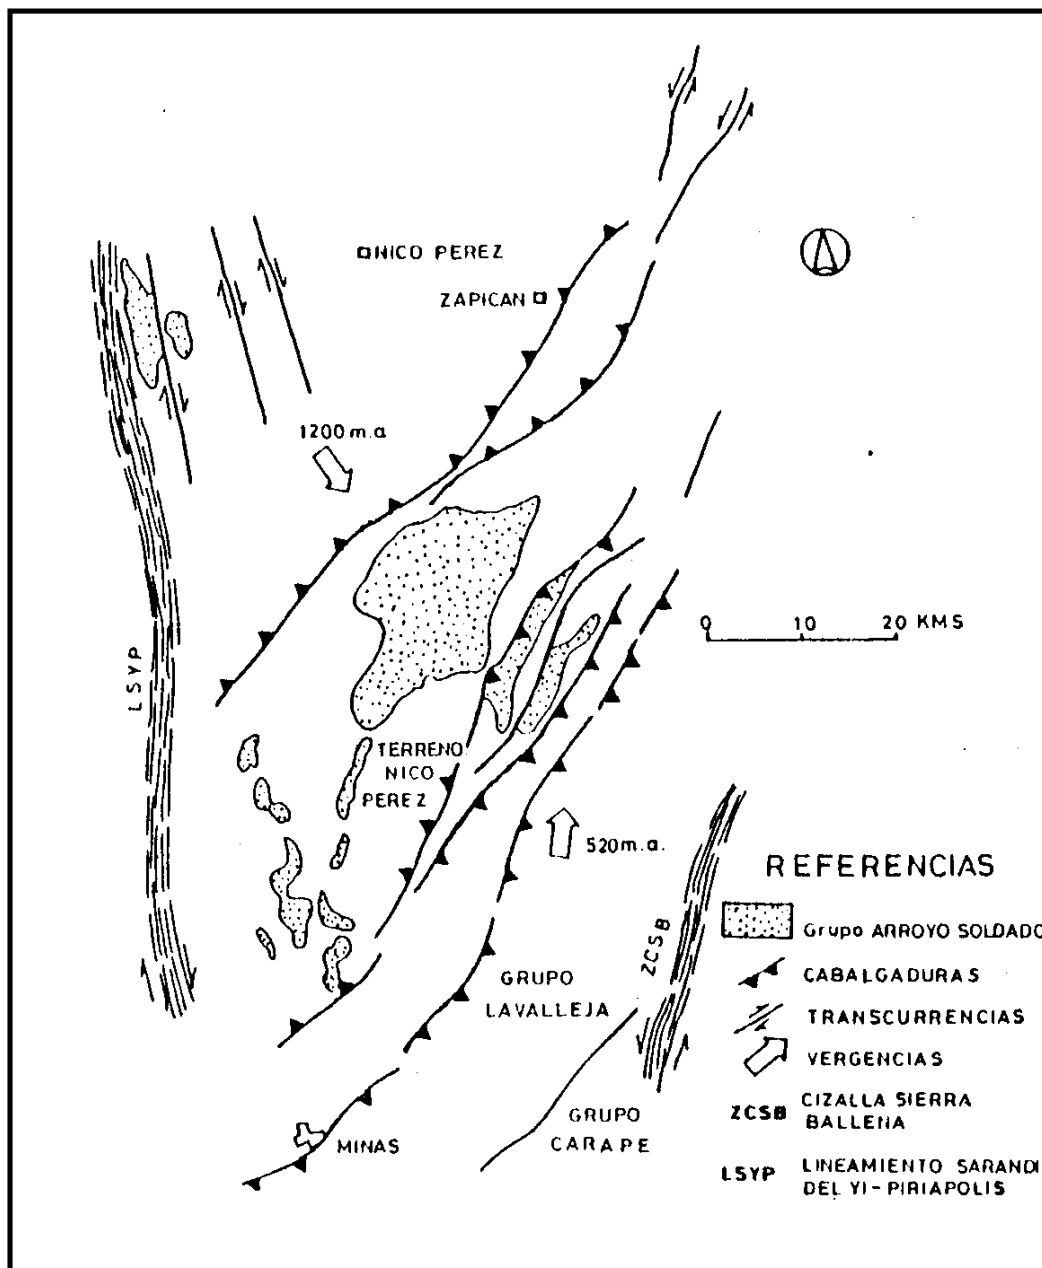 NICO PEREZ
ZAPICAN
1200 m.a
0 10 20 KMS
LSYP
TERRENO
NICO
PEREZ
520 m.a.
ZCSB
GRUPO
LAVALLEJA
GRUPO
CARAPE
MINAS
REFERENCIAS
Grupo ARROYO SOLDADO
CABALGADURAS
TRANSCURRENCIAS
VERGENCIAS
ZCSB CIZALLA SIERRA
BALLENA
LSYP LINEAMIENTO SARANDI
DEL YI-PIRIAPOLIS